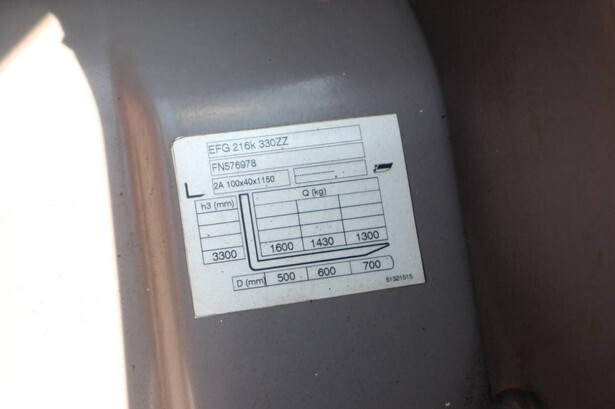 EFG 216k 330ZZ
FN576978
2A 100x40x1150
h3 (mm)
Q (kg)
3300 1600 1430 1300
D (mm) 500 600 700
51321515